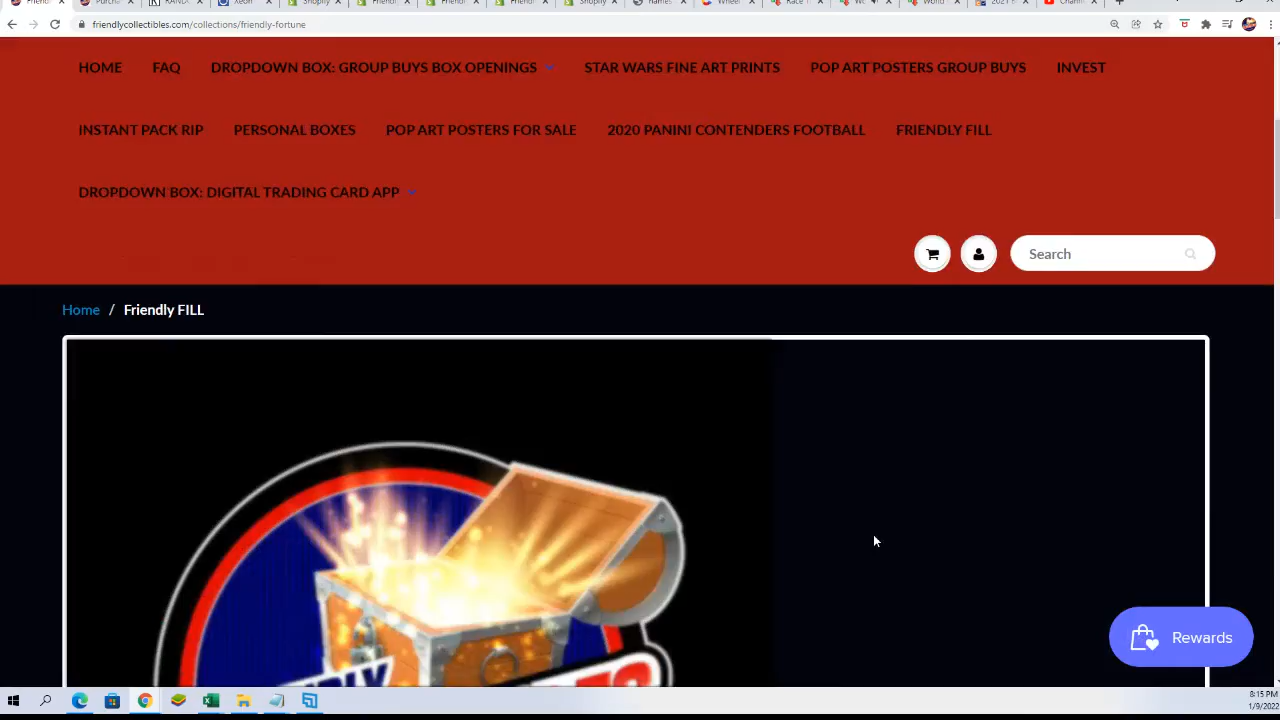 Shopify
friendlycollectibles.com/collections/friendly-fortune
HOME FAQ DROPDOWN BOX: GROUP BUYS BOX OPENINGS STAR WARS FINE ART PRINTS POP ART POSTERS GROUP BUYS INVEST
INSTANT PACK RIP PERSONAL BOXES POP ART POSTERS FOR SALE 2020 PANINI CONTENDERS FOOTBALL FRIENDLY FILL
DROPDOWN BOX: DIGITAL TRADING CARD APP
Search
Home / Friendly FILL
Rewards
8:15 PM
1/9/2022